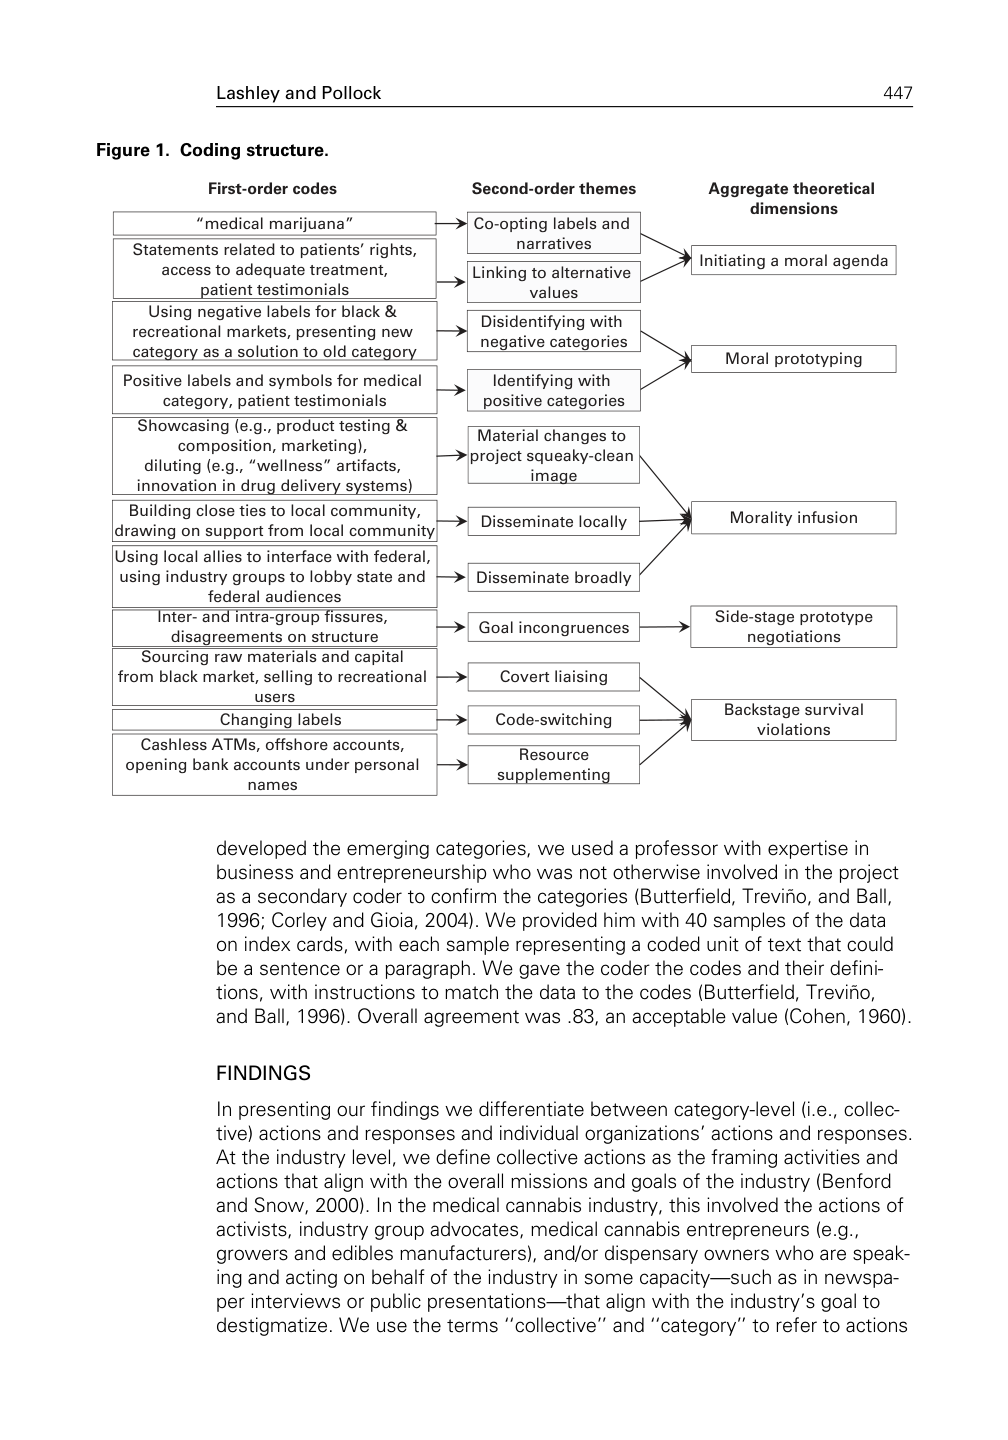 Lashley and Pollock 447
Figure 1. Coding structure.
First-order codes
Second-order themes
Aggregate theoretical
dimensions
“medical marijuana”
Statements related to patients’ rights,
access to adequate treatment,
patient testimonials
Using negative labels for black &
recreational markets, presenting new
category as a solution to old category
Positive labels and symbols for medical
category, patient testimonials
Showcasing (e.g., product testing &
composition, marketing),
diluting (e.g., “wellness” artifacts,
innovation in drug delivery systems)
Building close ties to local community,
drawing on support from local community
Using local allies to interface with federal,
using industry groups to lobby state and
federal audiences
Inter- and intra-group fissures,
disagreements on structure
Sourcing raw materials and capital
from black market, selling to recreational
users
Changing labels
Cashless ATMs, offshore accounts,
opening bank accounts under personal
names
Co-opting labels and
narratives
Linking to alternative
values
Disidentifying with
negative categories
Identifying with
positive categories
Material changes to
project squeaky-clean
image
Disseminate locally
Disseminate broadly
Goal incongruences
Covert liaising
Code-switching
Resource
supplementing
Initiating a moral agenda
Moral prototyping
Morality infusion
Side-stage prototype
negotiations
Backstage survival
violations
developed the emerging categories, we used a professor with expertise in
business and entrepreneurship who was not otherwise involved in the project
as a secondary coder to confirm the categories (Butterfield, Treviño, and Ball,
1996; Corley and Gioia, 2004). We provided him with 40 samples of the data
on index cards, with each sample representing a coded unit of text that could
be a sentence or a paragraph. We gave the coder the codes and their defini-
tions, with instructions to match the data to the codes (Butterfield, Treviño,
and Ball, 1996). Overall agreement was .83, an acceptable value (Cohen, 1960).
FINDINGS
In presenting our findings we differentiate between category-level (i.e., collec-
tive) actions and responses and individual organizations’ actions and responses.
At the industry level, we define collective actions as the framing activities and
actions that align with the overall missions and goals of the industry (Benford
and Snow, 2000). In the medical cannabis industry, this involved the actions of
activists, industry group advocates, medical cannabis entrepreneurs (e.g.,
growers and edibles manufacturers), and/or dispensary owners who are speak-
ing and acting on behalf of the industry in some capacity—such as in newspa-
per interviews or public presentations—that align with the industry’s goal to
destigmatize. We use the terms ‘‘collective’’ and ‘‘category’’ to refer to actions